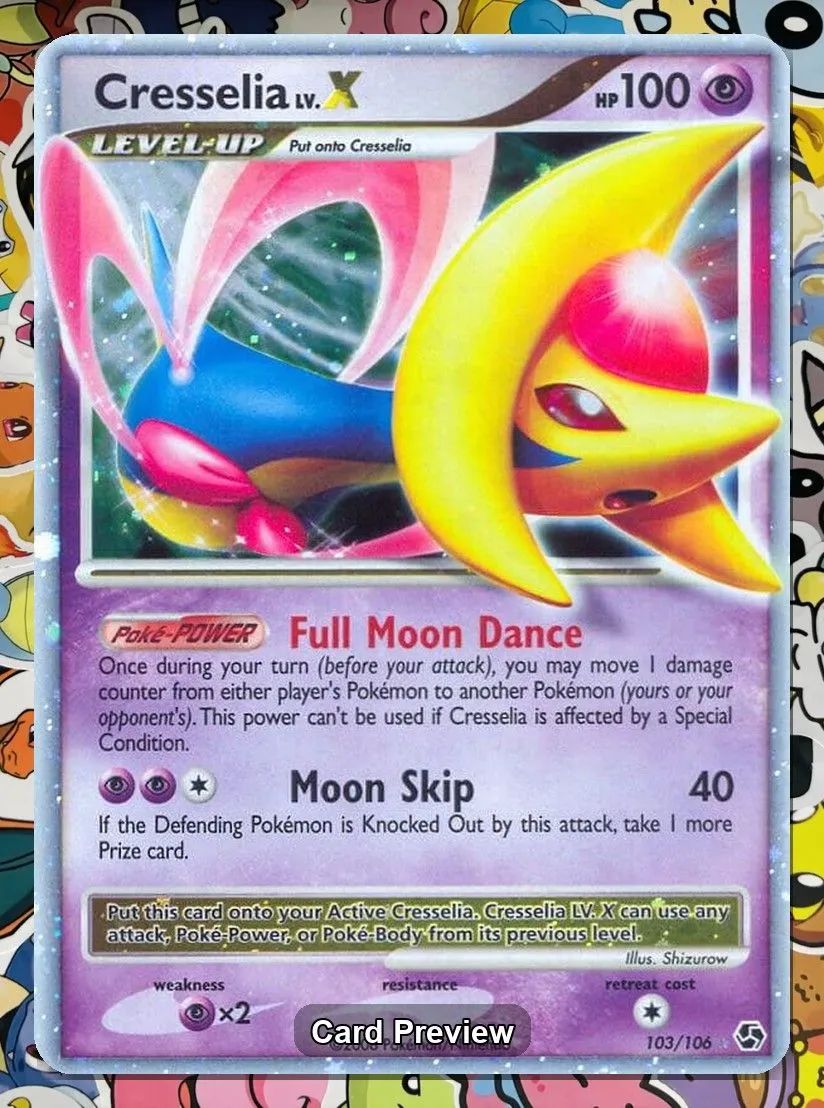 Cresselia LV.X HP 100
LEVEL-UP Put onto Cresselia
Poké-POWER Full Moon Dance
Once during your turn (before your attack), you may move 1 damage
counter from either player's Pokémon to another Pokémon (yours or your
opponent's). This power can't be used if Cresselia is affected by a Special
Condition.
Moon Skip 40
If the Defending Pokémon is Knocked Out by this attack, take 1 more
Prize card.
Put this card onto your Active Cresselia. Cresselia LV. X can use any
attack, Poké-Power, or Poké-Body from its previous level.
Illus. Shizurow
weakness resistance retreat cost
×2
Card Preview
103/106